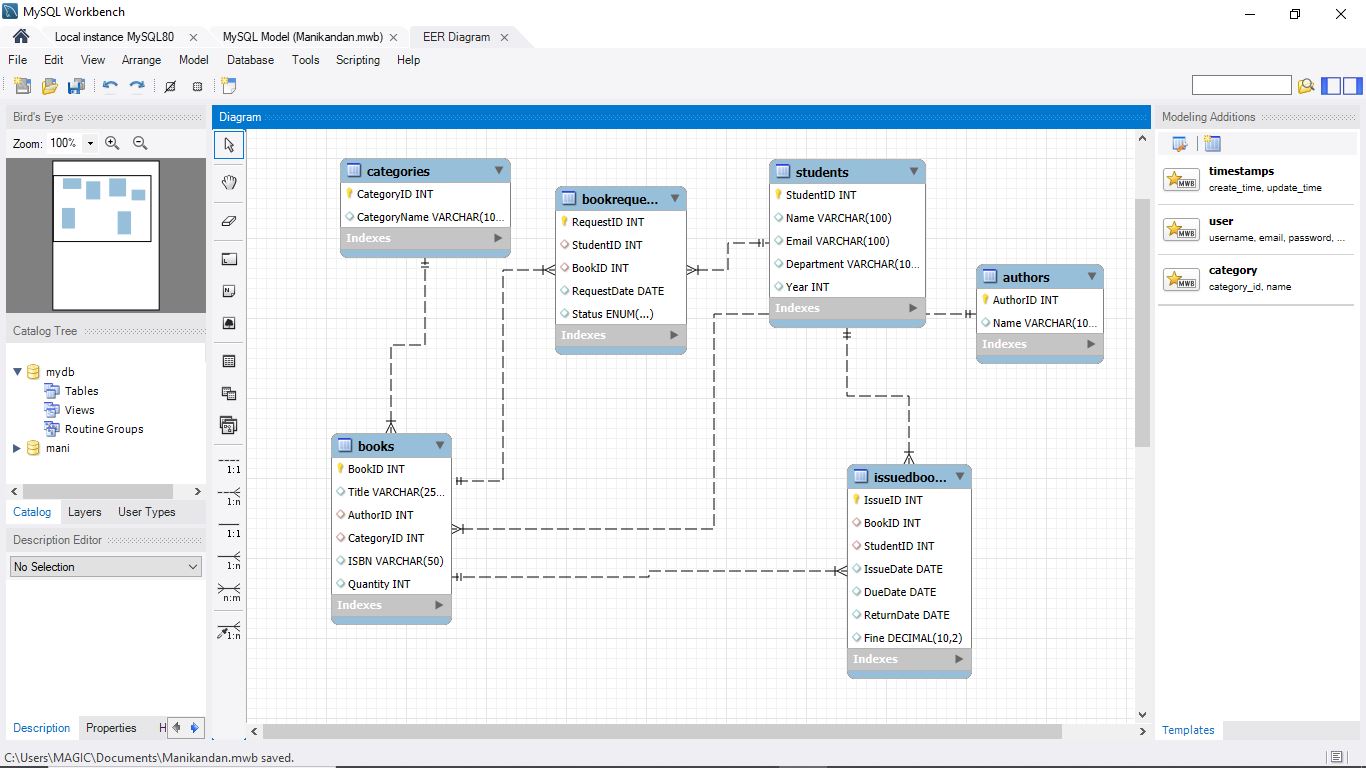 MySQL Workbench
Local instance MySQL80
MySQL Model (Manikandan.mwb)
EER Diagram
File Edit View Arrange Model Database Tools Scripting Help
Bird's Eye
Zoom: 100%
Catalog Tree
mydb
Tables
Views
Routine Groups
mani
Catalog Layers User Types
Description Editor
No Selection
Description Properties H
Diagram
1:1
1:n
1:1
1:n
n:m
1:n
categories
CategoryID INT
CategoryName VARCHAR(10...
Indexes
bookreque...
RequestID INT
StudentID INT
BookID INT
RequestDate DATE
Status ENUM(...)
Indexes
students
StudentID INT
Name VARCHAR(100)
Email VARCHAR(100)
Department VARCHAR(10...
Year INT
Indexes
authors
AuthorID INT
Name VARCHAR(10...
Indexes
books
BookID INT
Title VARCHAR(25...
AuthorID INT
CategoryID INT
ISBN VARCHAR(50)
Quantity INT
Indexes
issuedboo...
IssueID INT
BookID INT
StudentID INT
IssueDate DATE
DueDate DATE
ReturnDate DATE
Fine DECIMAL(10,2)
Indexes
Modeling Additions
MWB
timestamps
create_time, update_time
MWB
user
username, email, password, ...
MWB
category
category_id, name
Templates
C:\Users\MAGIC\Documents\Manikandan.mwb saved.